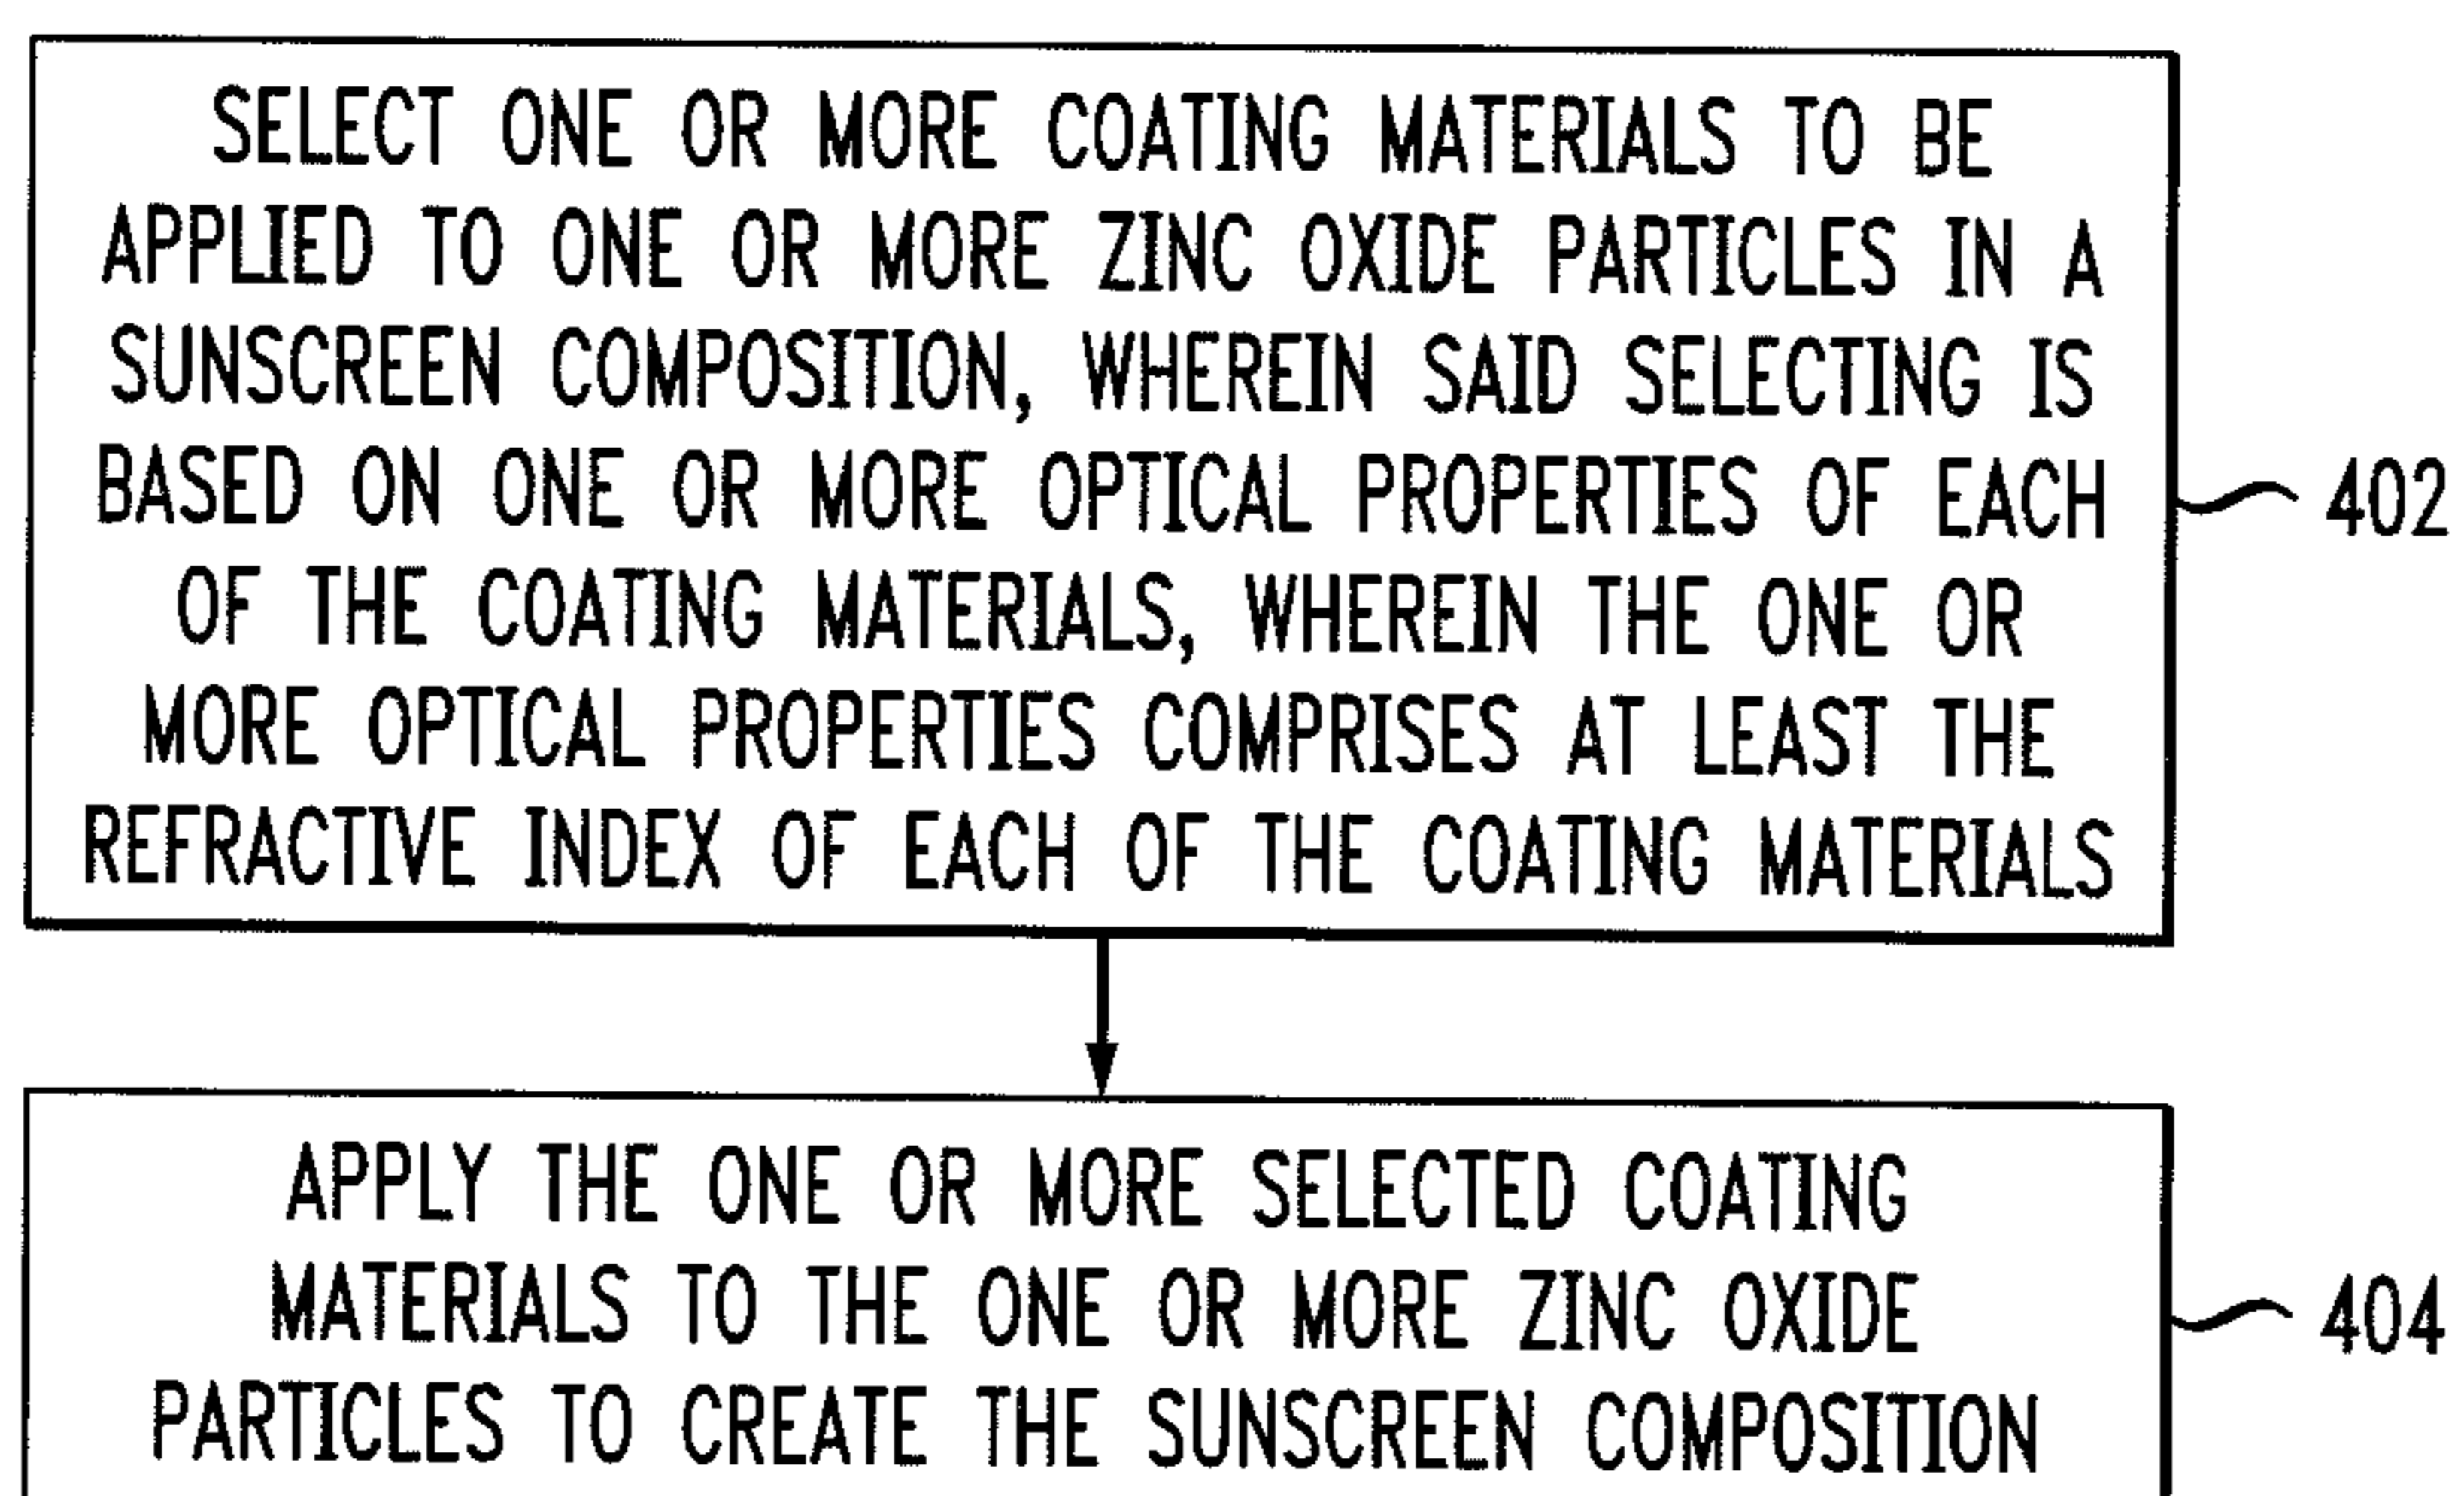 SELECT ONE OR MORE COATING MATERIALS TO BE
APPLIED TO ONE OR MORE ZINC OXIDE PARTICLES IN A
SUNSCREEN COMPOSITION, WHEREIN SAID SELECTING IS
BASED ON ONE OR MORE OPTICAL PROPERTIES OF EACH
OF THE COATING MATERIALS, WHEREIN THE ONE OR
MORE OPTICAL PROPERTIES COMPRISES AT LEAST THE
REFRACTIVE INDEX OF EACH OF THE COATING MATERIALS
402
APPLY THE ONE OR MORE SELECTED COATING
MATERIALS TO THE ONE OR MORE ZINC OXIDE
PARTICLES TO CREATE THE SUNSCREEN COMPOSITION
404